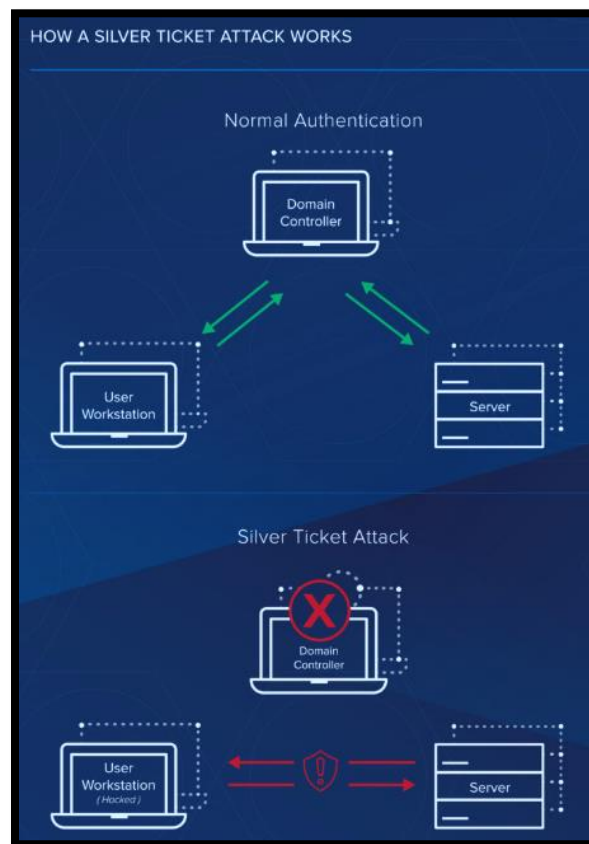 HOW A SILVER TICKET ATTACK WORKS
Normal Authentication
Domain
Controller
User
Workstation
Server
Silver Ticket Attack
X
Domain
Controller
User
Workstation
(Hacked)
!
Server